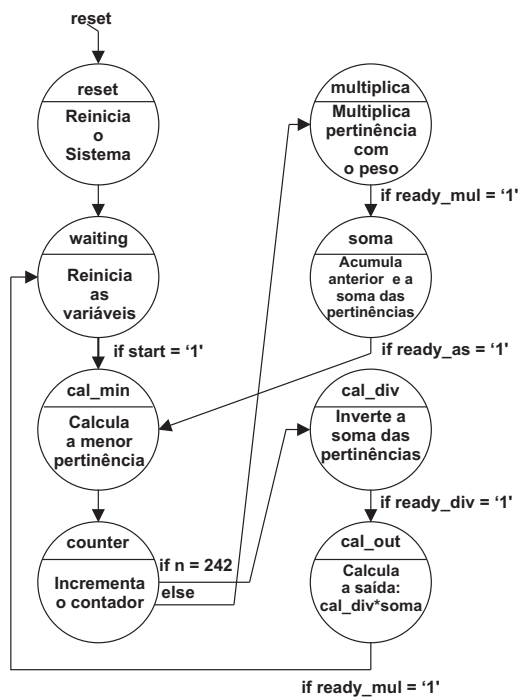 reset
reset
Reinicia
o
Sistema
waiting
Reinicia
as
variáveis
if start = ‘1'
cal_min
Calcula
a menor
pertinência
counter
Incrementa
o contador
if n = 242
else
multiplica
Multiplica
pertinência
com
o peso
if ready_mul = ‘1'
soma
Acumula
anterior e a
soma das
pertinências
if ready_as = ‘1'
cal_div
Inverte a
soma das
pertinências
if ready_div = ‘1'
cal_out
Calcula
a saída:
cal_div*soma
if ready_mul = ‘1'